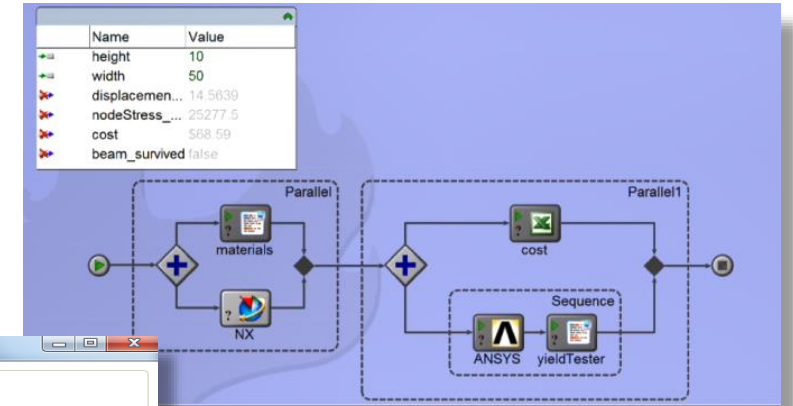 Name Value
height 10
width 50
displacemen... 14.5639
nodeStress_... 25277.5
cost $68.59
beam_survived false
Parallel
Parallel1
materials
cost
NX
Sequence
ANSYS yieldTester